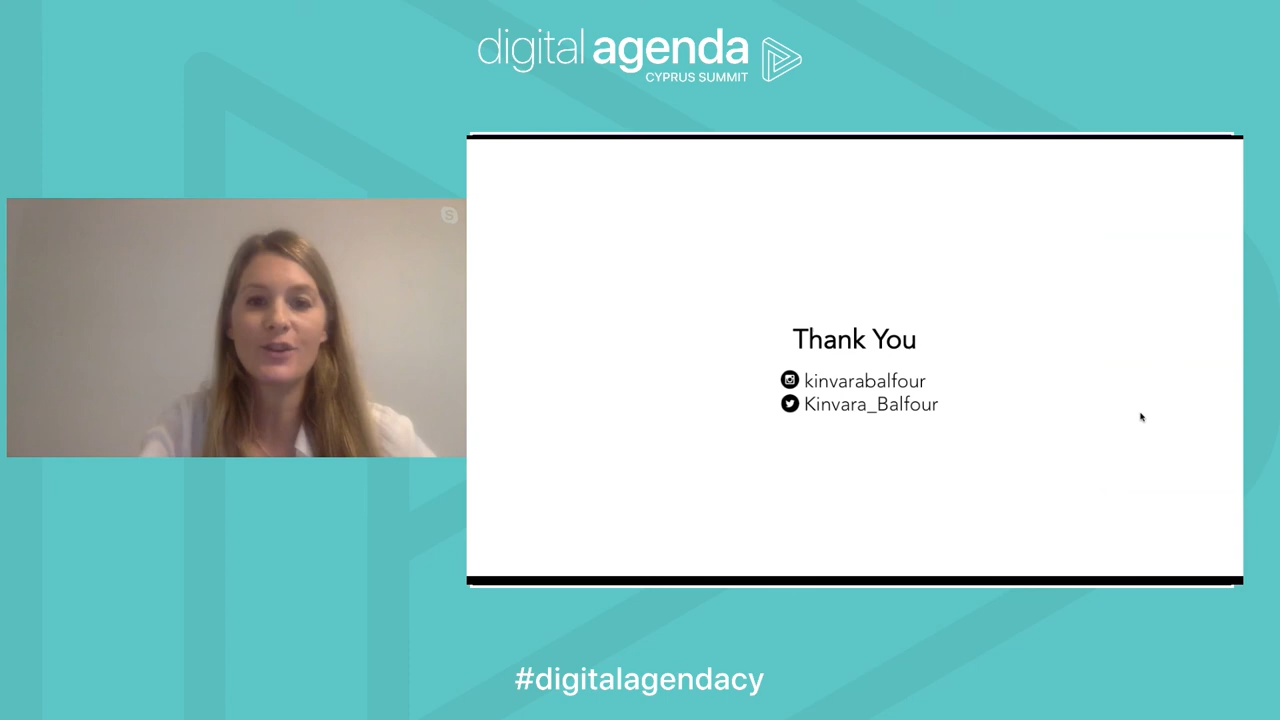 digital agenda
CYPRUS SUMMIT
Thank You
kinvarabalfour
Kinvara_Balfour
#digitalagendacy